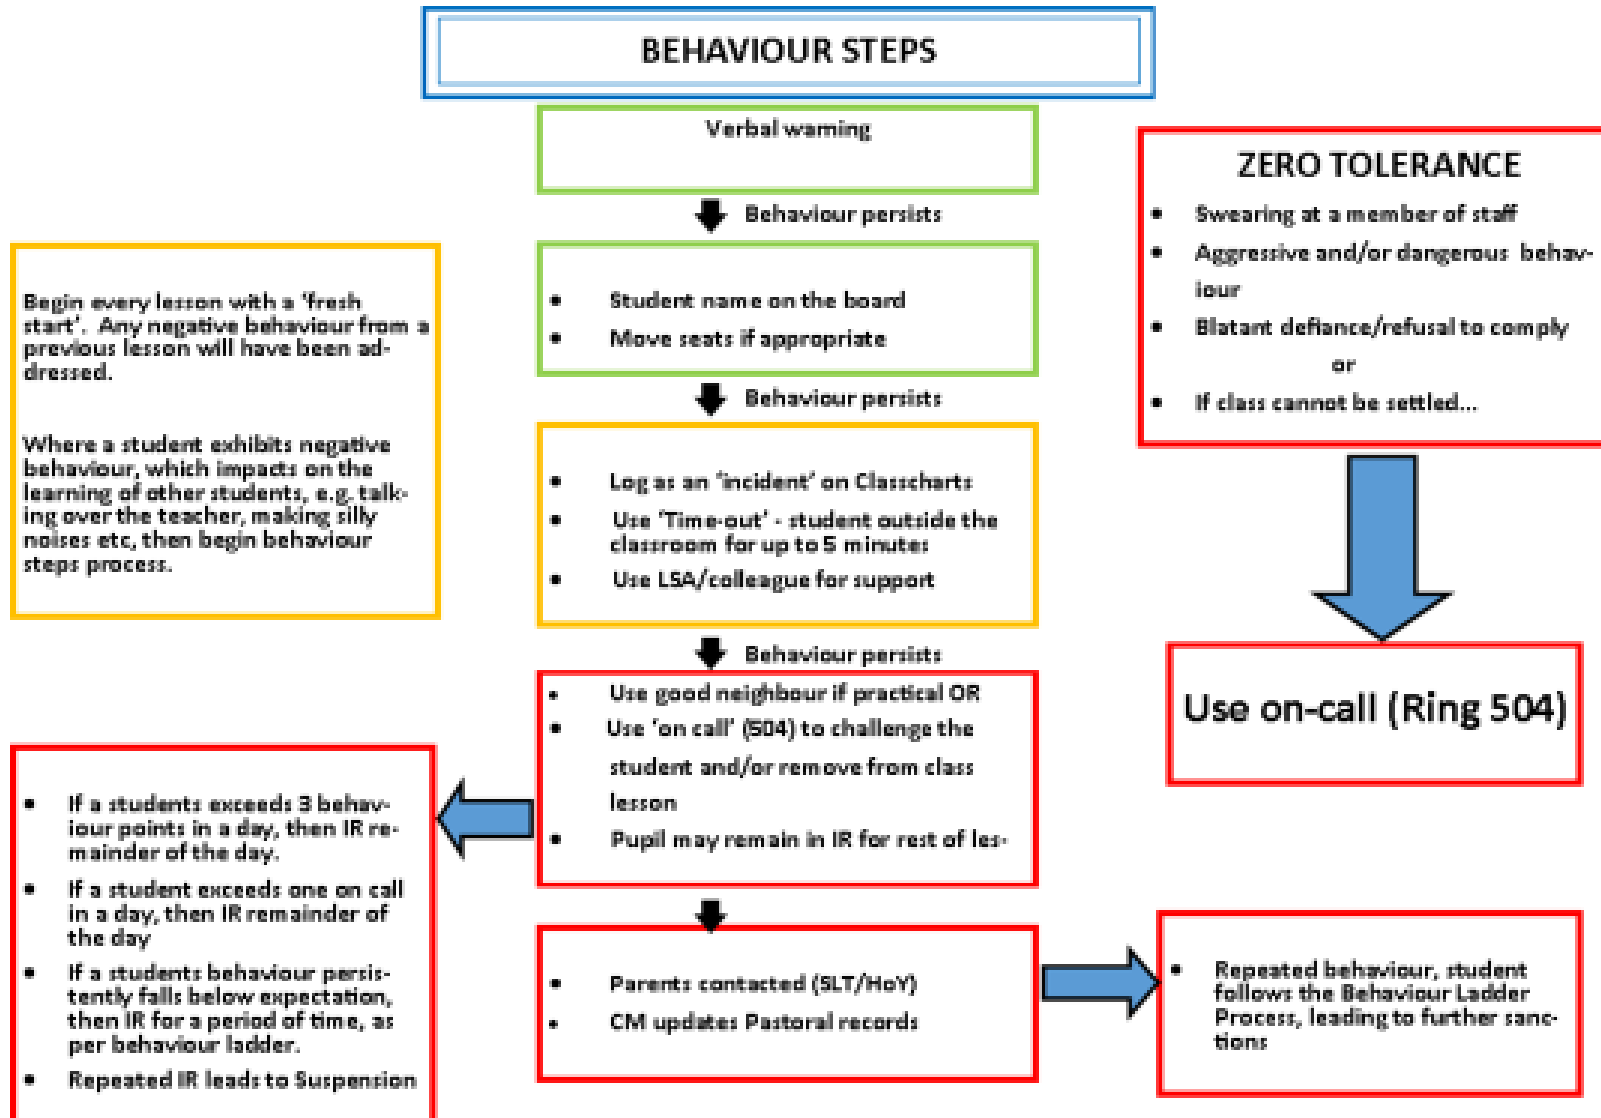 BEHAVIOUR STEPS
Verbal warning
Behaviour persists
Student name on the board
Move seats if appropriate
Behaviour persists
Log as an 'incident' on Classcharts
Use 'Time-out' - student outside the
classroom for up to 5 minutes
Use LSA/colleague for support
Behaviour persists
Use good neighbour if practical OR
Use 'on call' (504) to challenge the
student and/or remove from class
lesson
Pupil may remain in IR for rest of les-
Parents contacted (SLT/HoY)
CM updates Pastoral records
Begin every lesson with a 'fresh
start'. Any negative behaviour from a
previous lesson will have been ad-
dressed.
Where a student exhibits negative
behaviour, which impacts on the
learning of other students, e.g. talk-
ing over the teacher, making silly
noises etc, then begin behaviour
steps process.
If a students exceeds 3 behav-
iour points in a day, then IR re-
mainder of the day.
If a student exceeds one on call
in a day, then IR remainder of
the day
If a students behaviour persis-
tently falls below expectation,
then IR for a period of time, as
per behaviour ladder.
Repeated IR leads to Suspension
ZERO TOLERANCE
Swearing at a member of staff
Aggressive and/or dangerous behav-
iour
Blatant defiance/refusal to comply
or
If class cannot be settled...
Use on-call (Ring 504)
Repeated behaviour, student
follows the Behaviour Ladder
Process, leading to further sanc-
tions